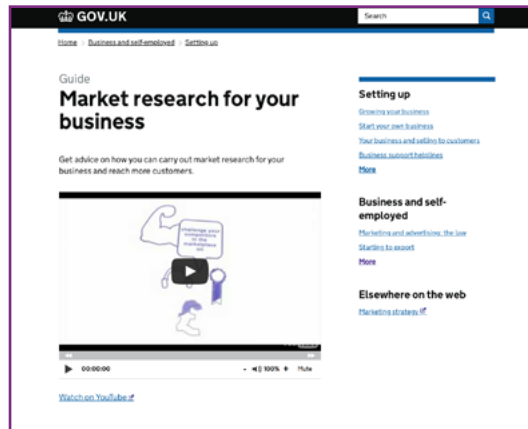 GOV.UK
Search
Home
Business and self-employed
Setting up
Guide
Market research for your
business
Get advice on how you can carry out market research for your
business and reach more customers.
challenge your
competitors
in the
marketplace
00:00:00
- 100% + Mute
Watch on YouTube
Setting up
Growing your business
Start your own business
Your business and selling to customers
Business support helplines
More
Business and self-
employed
Marketing and advertising: the law
Starting to export
More
Elsewhere on the web
Marketing strategy